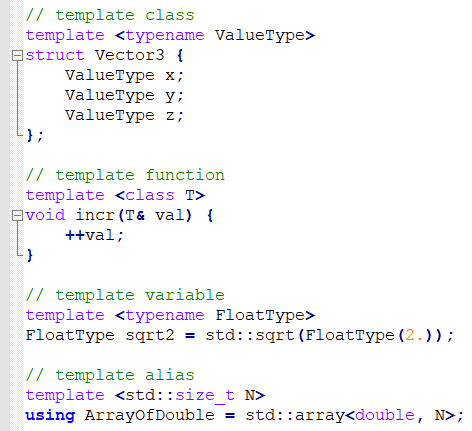 // template class
template <typename ValueType>
struct Vector3 {
    ValueType x;
    ValueType y;
    ValueType z;
};

// template function
template <class T>
void incr(T& val) {
    ++val;
}

// template variable
template <typename FloatType>
FloatType sqrt2 = std::sqrt(FloatType(2.));

// template alias
template <std::size_t N>
using ArrayOfDouble = std::array<double, N>;